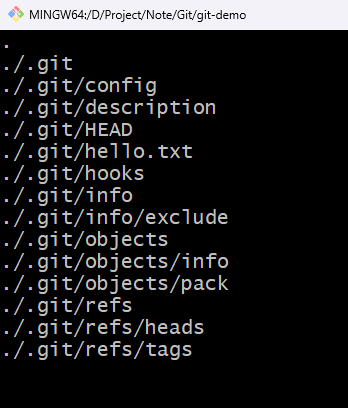 MINGW64:/D/Project/Note/Git/git-demo
.
./.git
./.git/config
./.git/description
./.git/HEAD
./.git/hello.txt
./.git/hooks
./.git/info
./.git/info/exclude
./.git/objects
./.git/objects/info
./.git/objects/pack
./.git/refs
./.git/refs/heads
./.git/refs/tags